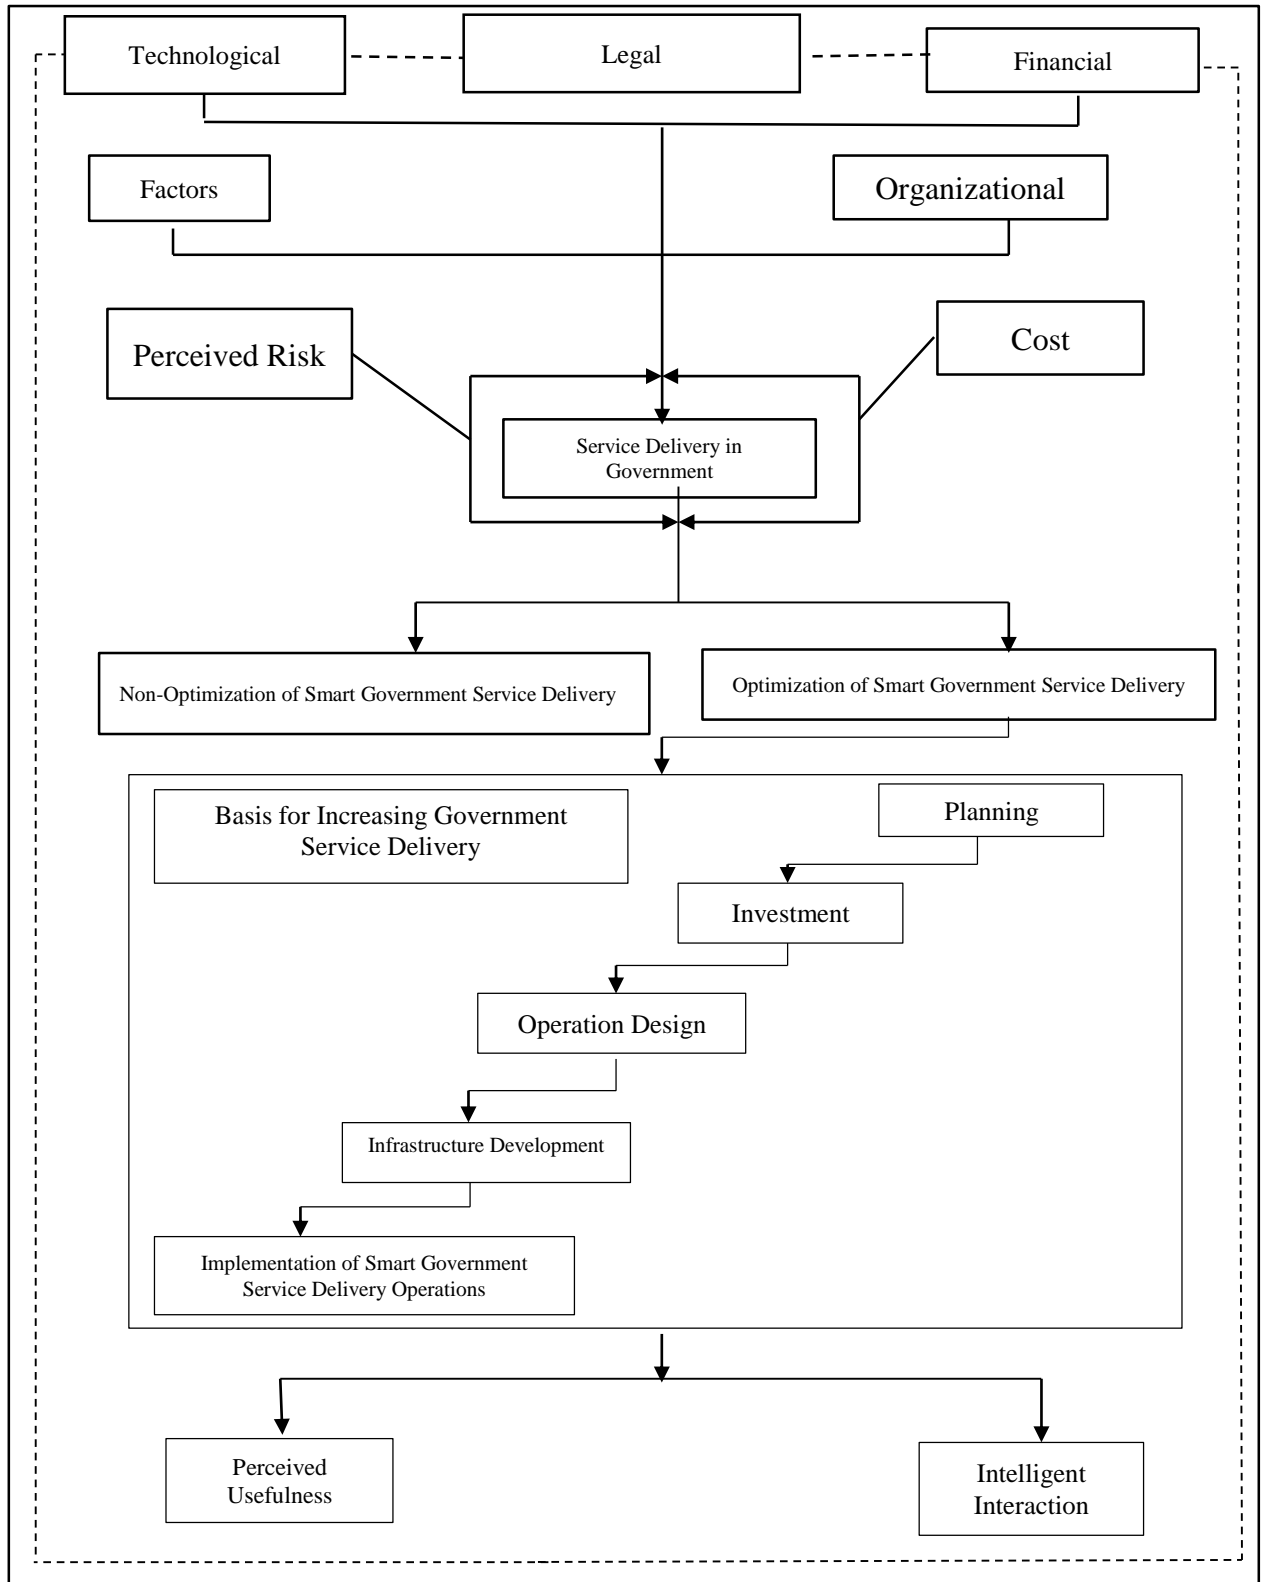 Technological
Legal
Financial
Factors
Organizational
Perceived Risk
Cost
Service Delivery in
Government
Non-Optimization of Smart Government Service Delivery
Optimization of Smart Government Service Delivery
Basis for Increasing Government
Service Delivery
Planning
Investment
Operation Design
Infrastructure Development
Implementation of Smart Government
Service Delivery Operations
Perceived
Usefulness
Intelligent
Interaction